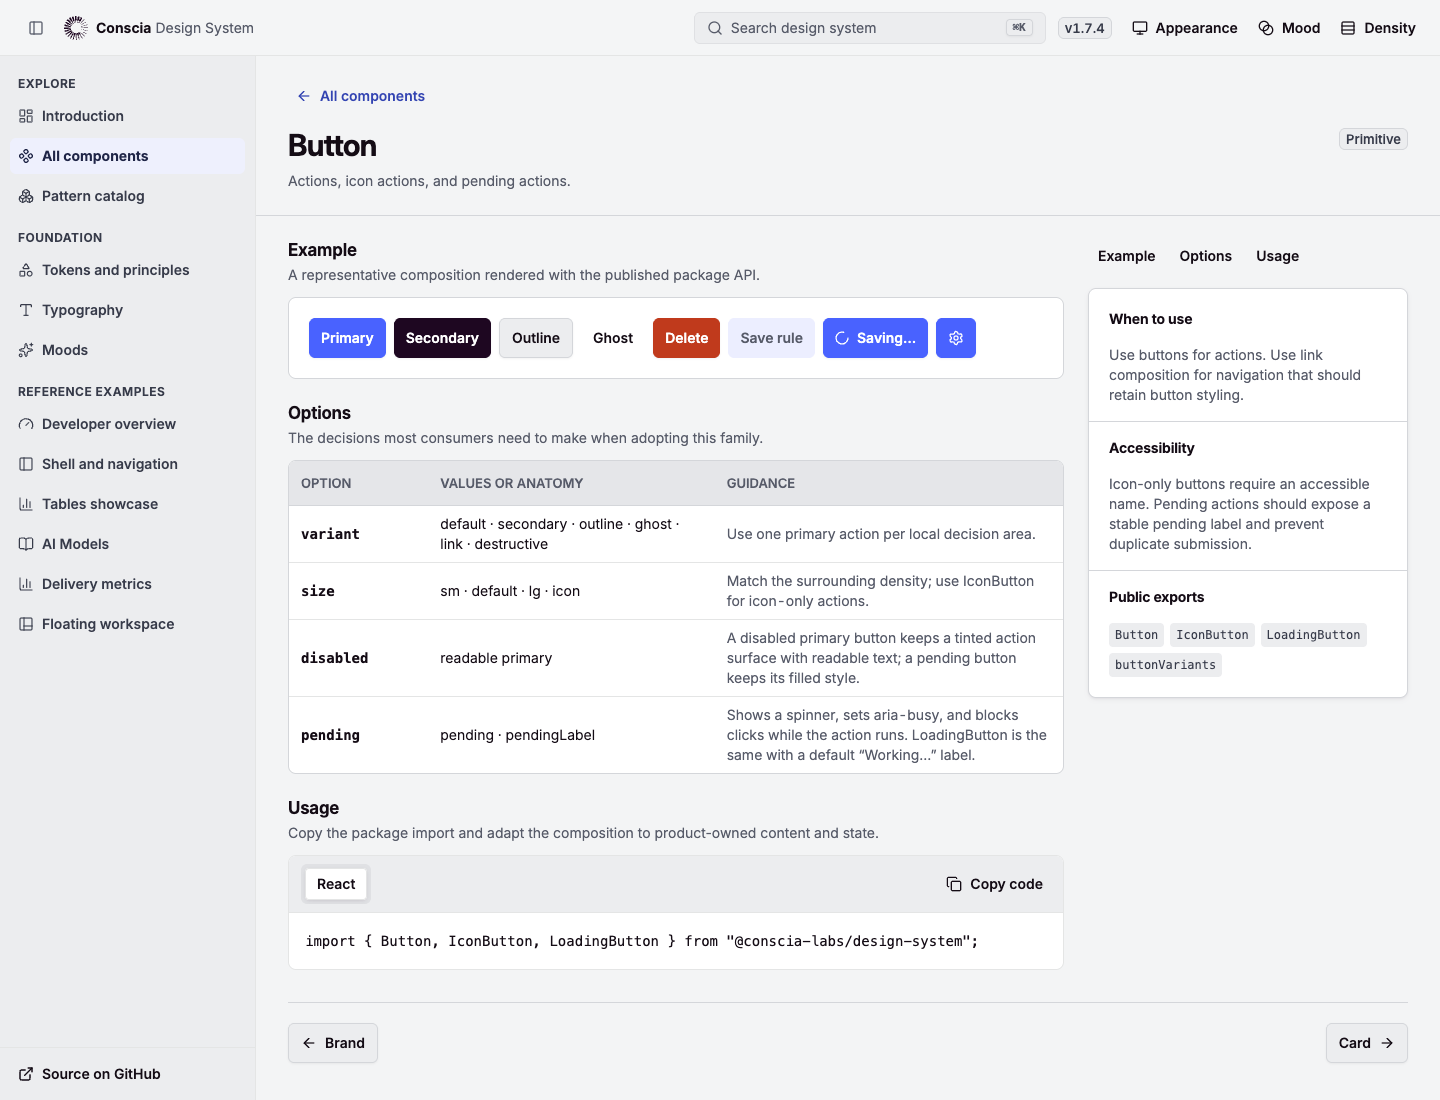 Conscia Design System
Search design system
⌘K
v1.7.4
Appearance
Mood
Density
EXPLORE
Introduction
All components
Pattern catalog
FOUNDATION
Tokens and principles
Typography
Moods
REFERENCE EXAMPLES
Developer overview
Shell and navigation
Tables showcase
AI Models
Delivery metrics
Floating workspace
Source on GitHub
All components
Button
Primitive
Actions, icon actions, and pending actions.
Example
A representative composition rendered with the published package API.
Primary
Secondary
Outline
Ghost
Delete
Save rule
Saving...
Options
The decisions most consumers need to make when adopting this family.
OPTION
VALUES OR ANATOMY
GUIDANCE
variant
default · secondary · outline · ghost ·
link · destructive
Use one primary action per local decision area.
size
sm · default · lg · icon
Match the surrounding density; use IconButton
for icon-only actions.
disabled
readable primary
A disabled primary button keeps a tinted action
surface with readable text; a pending button
keeps its filled style.
pending
pending · pendingLabel
Shows a spinner, sets aria-busy, and blocks
clicks while the action runs. LoadingButton is the
same with a default “Working…” label.
Usage
Copy the package import and adapt the composition to product-owned content and state.
React
Copy code
import { Button, IconButton, LoadingButton } from "@conscia-labs/design-system";
Example
Options
Usage
When to use
Use buttons for actions. Use link
composition for navigation that should
retain button styling.
Accessibility
Icon-only buttons require an accessible
name. Pending actions should expose a
stable pending label and prevent
duplicate submission.
Public exports
Button
IconButton
LoadingButton
buttonVariants
Brand
Card